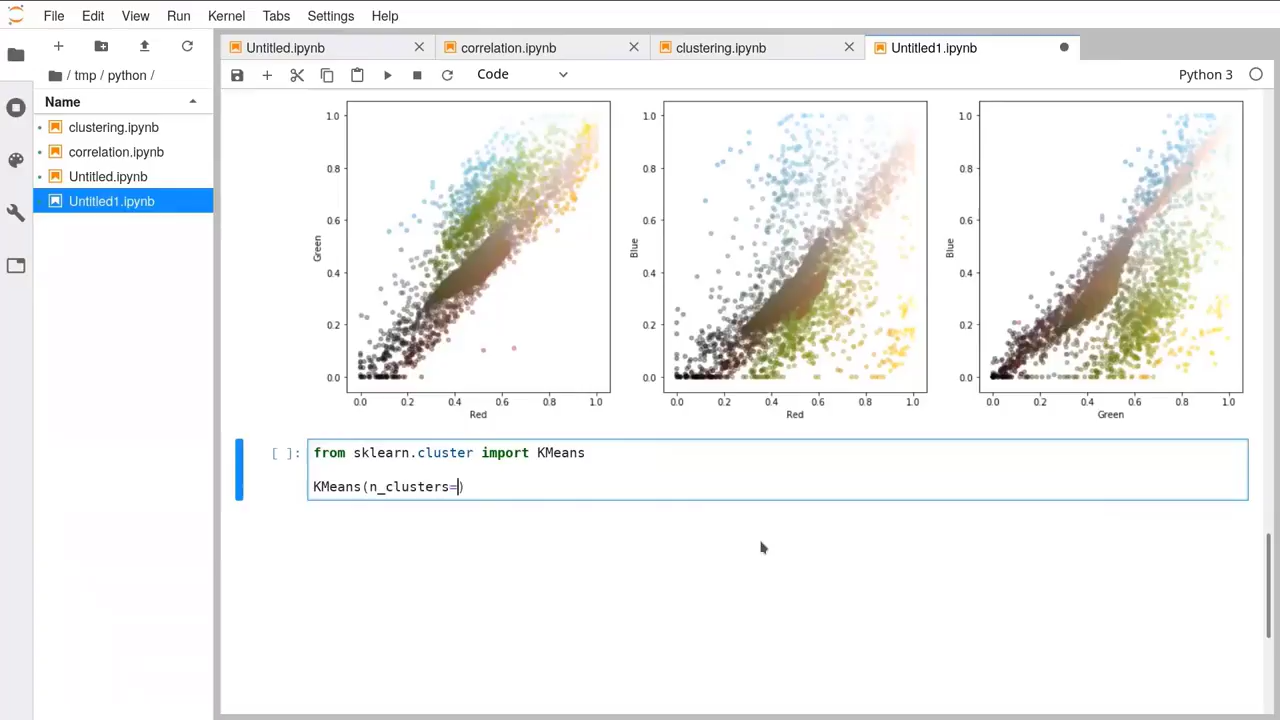 File Edit View Run Kernel Tabs Settings Help
Untitled.ipynb correlation.ipynb clustering.ipynb Untitled1.ipynb
Code Python 3
/ tmp / python /
Name
clustering.ipynb
correlation.ipynb
Untitled.ipynb
Untitled1.ipynb
1.0
0.8
0.6
0.4
0.2
0.0
Green
0.0 0.2 0.4 0.6 0.8 1.0
Red
1.0
0.8
0.6
0.4
0.2
0.0
Blue
0.0 0.2 0.4 0.6 0.8 1.0
Red
1.0
0.8
0.6
0.4
0.2
0.0
Blue
0.0 0.2 0.4 0.6 0.8 1.0
Green
[ ]: from sklearn.cluster import KMeans
KMeans(n_clusters=)